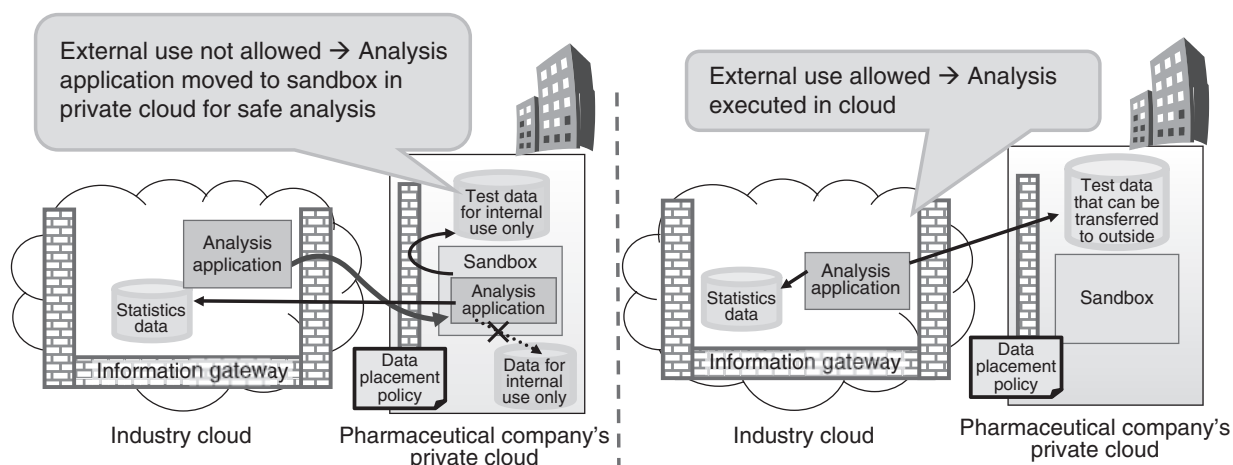 External use not allowed → Analysis
application moved to sandbox in
private cloud for safe analysis
Test data
for internal
use only
Analysis
application
Sandbox
Analysis
application
Statistics
data
Information gateway
Data
placement
policy
Data for
internal
use only
Industry cloud
Pharmaceutical company's
private cloud
External use allowed → Analysis
executed in cloud
Test data
that can be
transferred
to outside
Analysis
application
Statistics
data
Sandbox
Information gateway
Data
placement
policy
Industry cloud
Pharmaceutical company's
private cloud